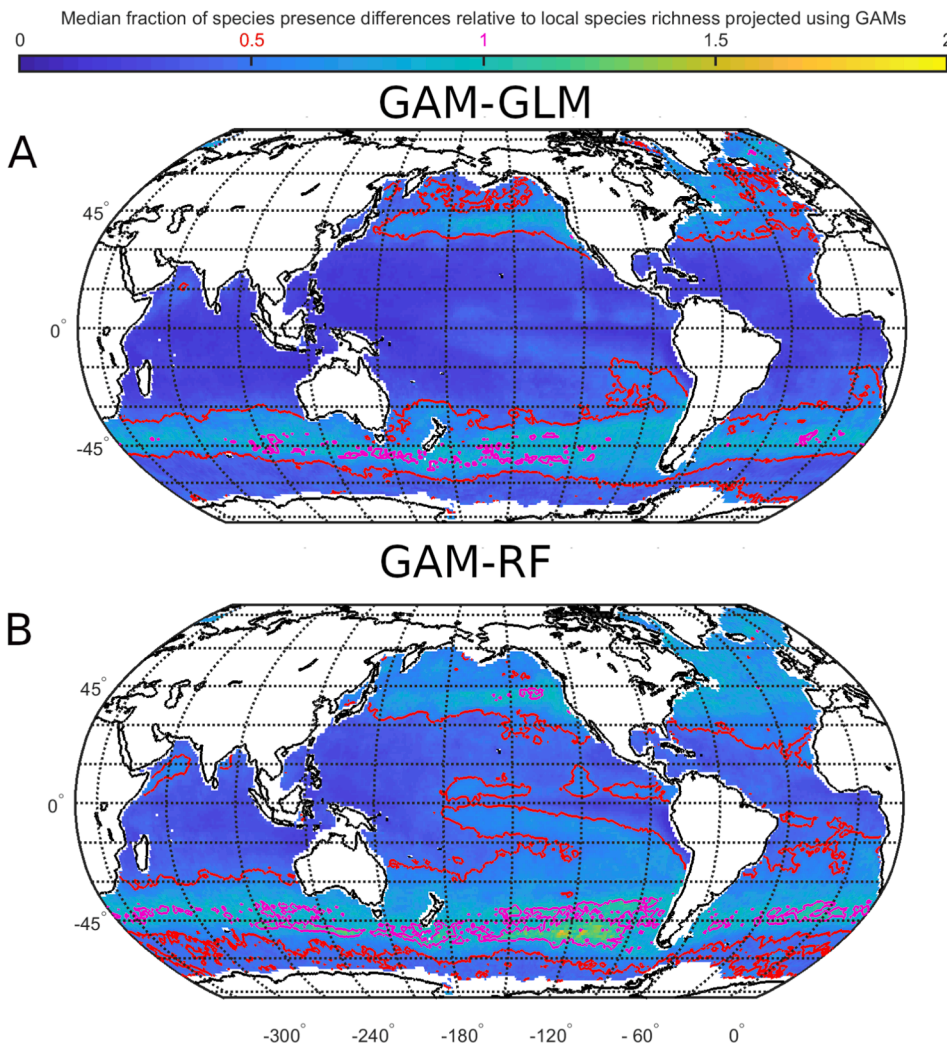 Median fraction of species presence differences relative to local species richness projected using GAMs
0 0.5 1 1.5 2
GAM-GLM
A
45°
0°
-45°
GAM-RF
B
45°
0°
-45°
-300° -240° -180° -120° -60° 0°